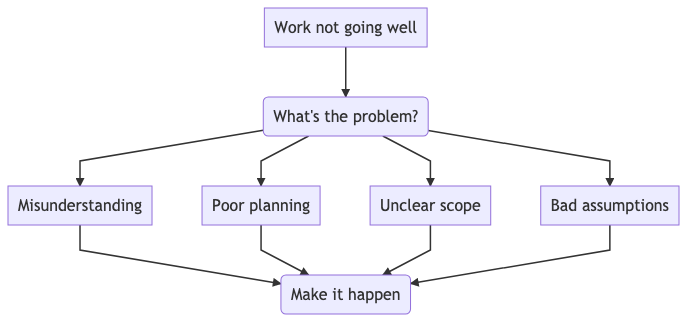 Work not going well
What's the problem?
Misunderstanding
Poor planning
Unclear scope
Bad assumptions
Make it happen